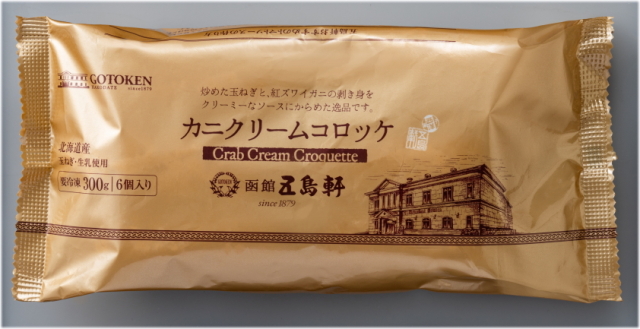 GOTOKEN
HAKODATE since1879
炒めた玉ねぎと、紅ズワイガニの剥き身を
クリーミーなソースにからめた逸品です。
カニクリームコロッケ
Crab Cream Croquette
北海道産
玉ねぎ・生乳使用
要冷凍 300g 6個入り
函館 五島軒
since 1879